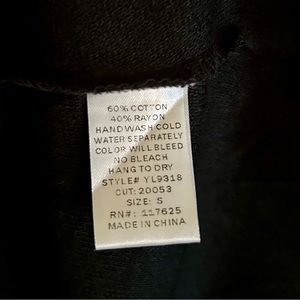 60% COTTON
40% RAYON
HAND WASH COLD
WATER SEPARATELY
COLOR WILL BLEED
NO BLEACH
HANG TO DRY
STYLE# YL9318
CUT: 20053
SIZE: S
RN#: 117625
MADE IN CHINA